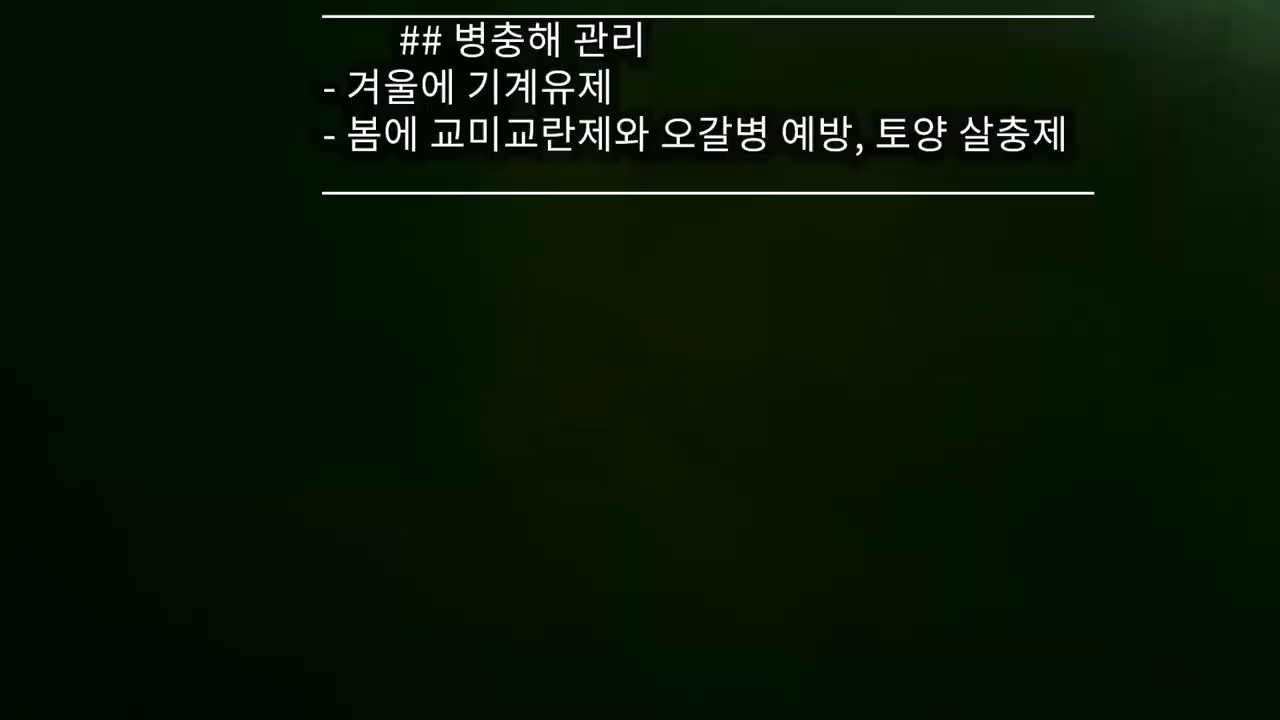 ## 병충해 관리
- 겨울에 기계유제
- 봄에 교미교란제와 오갈병 예방, 토양 살충제